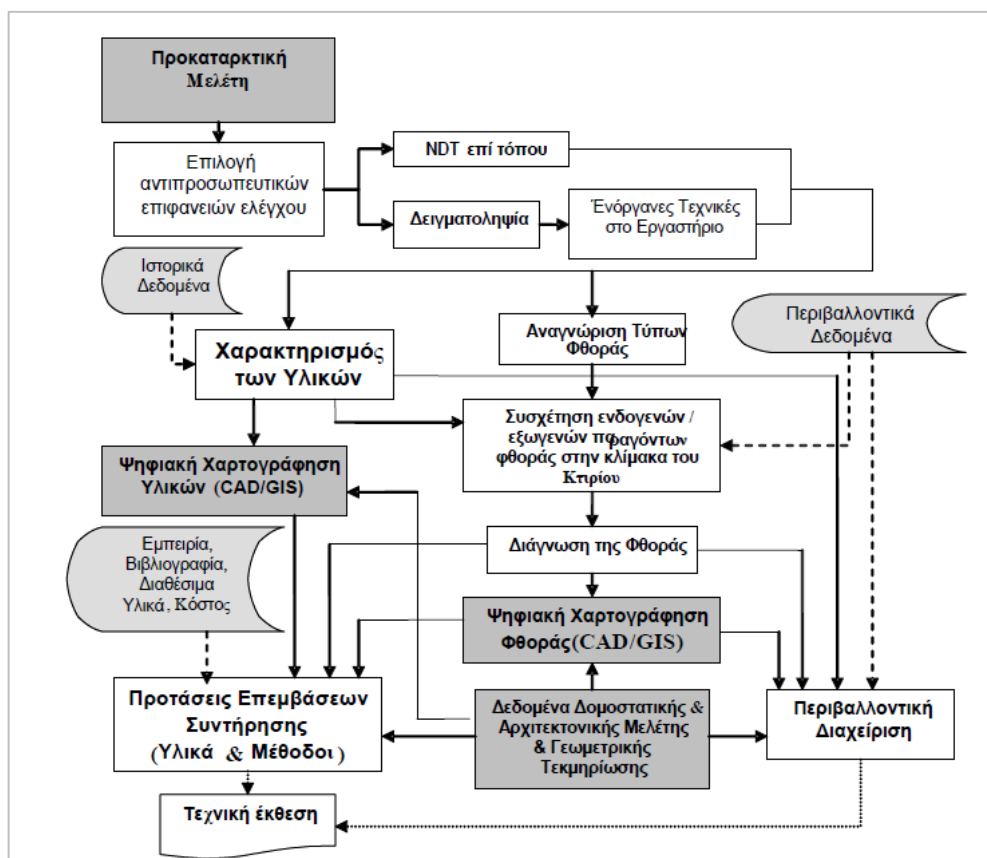 Προκαταρκτική
Μελέτη
Επιλογή
αντιπροσωπευτικών
επιφανειών ελέγχου
NDT επί τόπου
Δειγματοληψία
Ένόργανες Τεχνικές
στο Εργαστήριο
Ιστορικά
Δεδομένα
Περιβαλλοντικά
Δεδομένα
Χαρακτηρισμός
των Υλικών
Αναγνώριση Τύπων
Φθοράς
Συσχέτιση ενδογενών /
εξωγενών παραγόντων
φθοράς στην κλίμακα του
Κτιρίου
Ψηφιακή Χαρτογράφηση
Υλικών (CAD/GIS)
Εμπειρία,
Βιβλιογραφία,
Διαθέσιμα
Υλικά, Κόστος
Διάγνωση της Φθοράς
Ψηφιακή Χαρτογράφηση
Φθοράς(CAD/GIS)
Προτάσεις Επεμβάσεων
Συντήρησης
(Υλικά & Μέθοδοι)
Δεδομένα Δομοστατικής &
Αρχιτεκτονικής Μελέτης
& Γεωμετρικής
Τεκμηρίωσης
Περιβαλλοντική
Διαχείριση
Τεχνική έκθεση